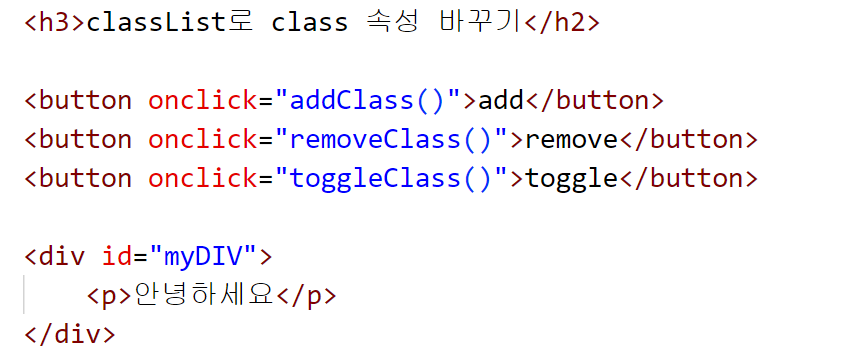 <h3>classList로 class 속성 바꾸기</h2>
<button onclick="addClass()">add</button>
<button onclick="removeClass()">remove</button>
<button onclick="toggleClass()">toggle</button>
<div id="myDIV">
<p>안녕하세요</p>
</div>